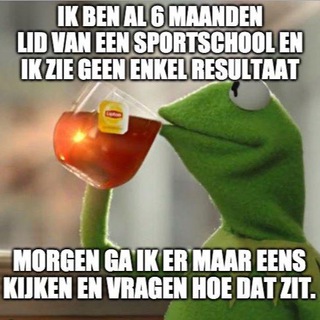 IK BEN AL 6 MAANDEN
LID VAN EEN SPORTSCHOOL EN
IK ZIE GEEN ENKEL RESULTAAT
Lipton
MORGEN GA IK ER MAAR EENS
KIJKEN EN VRAGEN HOE DAT ZIT.